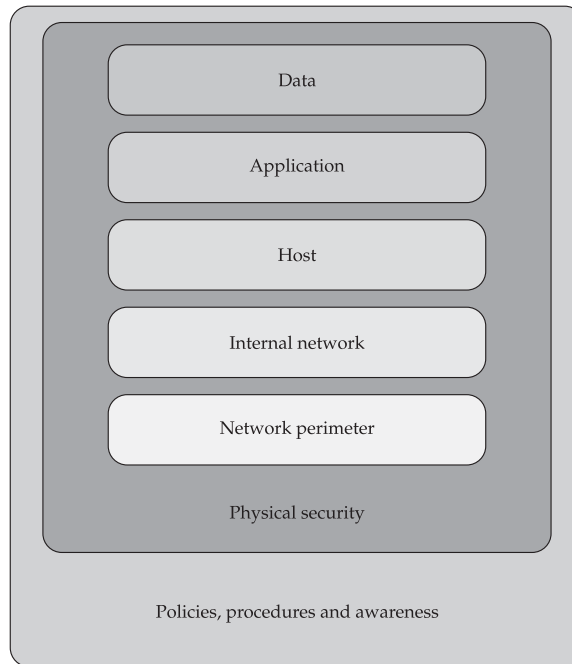 Data
Application
Host
Internal network
Network perimeter
Physical security
Policies, procedures and awareness